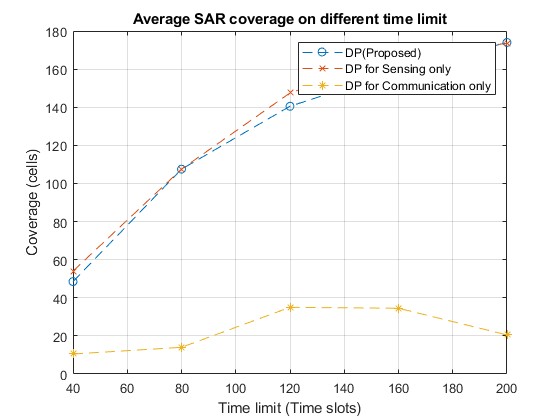 Average SAR coverage on different time limit
180
160
140
120
100
80
60
40
20
0
Coverage (cells)
DP(Proposed)
DP for Sensing only
DP for Communication only
40 60 80 100 120 140 160 180 200
Time limit (Time slots)